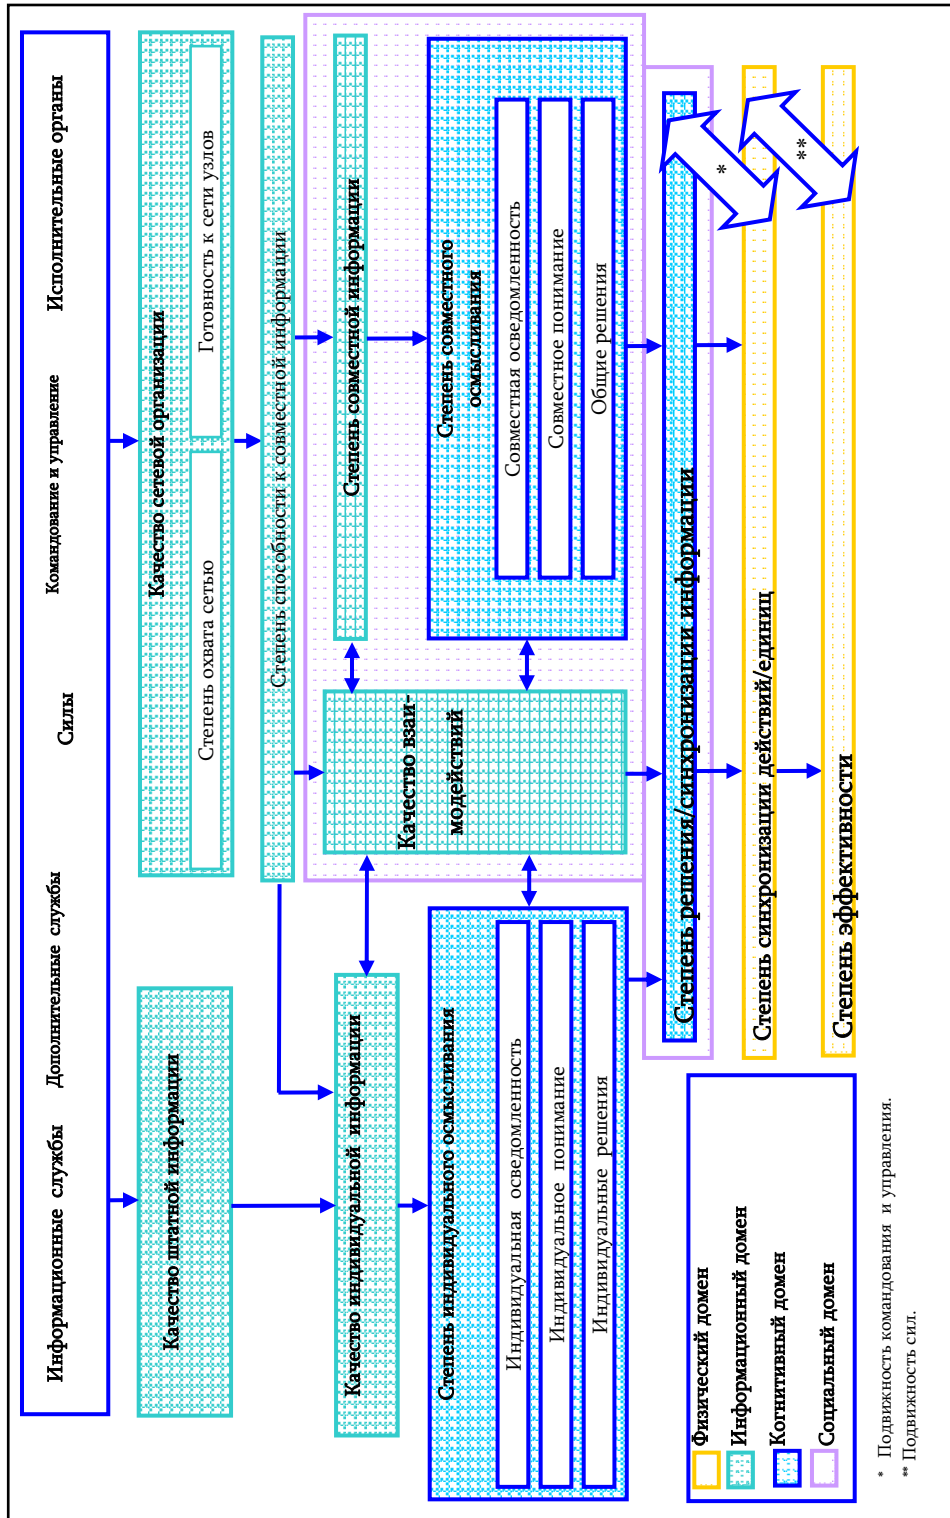 Информационные службы
Дополнительные службы
Силы
Командование и управление
Исполнительные органы
Качество штатной информации
Качество сетевой организации
Степень охвата сетью
Готовность к сети узлов
Степень способности к совместной информации
Качество индивидуальной информации
Степень совместной информации
Качество взаи-
модействий
Степень индивидуального осмысливания
Индивидуальная осведомленность
Индивидуальное понимание
Индивидуальные решения
Степень совместного
осмысливания
Совместная осведомленность
Совместное понимание
Общие решения
Степень решения/синхронизации информации
*
Степень синхронизации действий/единиц
**
Степень эффективности
Физический домен
Информационный домен
Когнитивный домен
Социальный домен
* Подвижность командования и управления.
** Подвижность сил.